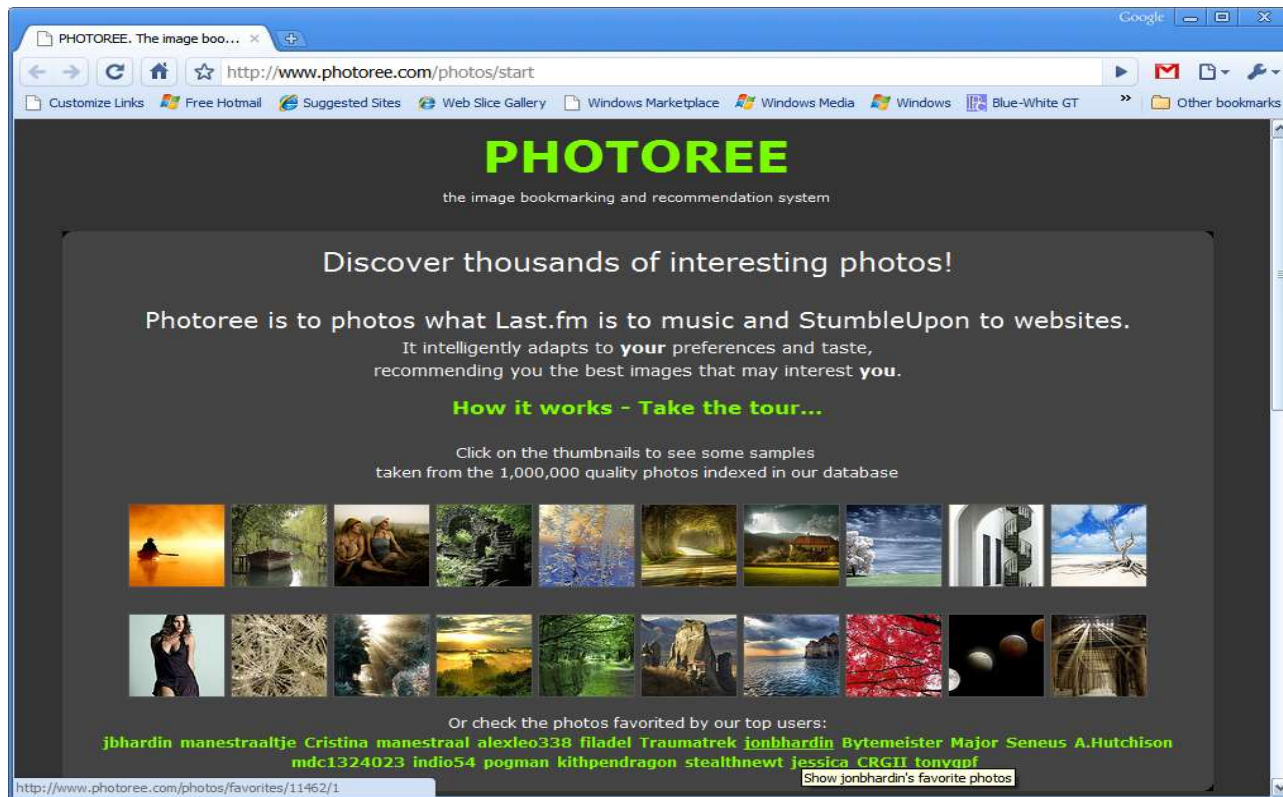 Google
PHOTOREE. The image boo...
http://www.photoree.com/photos/start
Customize Links Free Hotmail Suggested Sites Web Slice Gallery Windows Marketplace Windows Media Windows Blue-White GT » Other bookmarks
PHOTOREE
the image bookmarking and recommendation system
Discover thousands of interesting photos!
Photoree is to photos what Last.fm is to music and StumbleUpon to websites.
It intelligently adapts to your preferences and taste,
recommending you the best images that may interest you.
How it works - Take the tour...
Click on the thumbnails to see some samples
taken from the 1,000,000 quality photos indexed in our database
Or check the photos favorited by our top users:
jbhardin manestraaltje Cristina manestraal alexleo338 filadel Traumatrek jonbhardin Bytemeister Major Seneus A.Hutchison
mdc1324023 indio54 pogman kithpendragon stealthnewt jessica CRGII tonygpf
Show jonbhardin's favorite photos
http://www.photoree.com/photos/favorites/11462/1